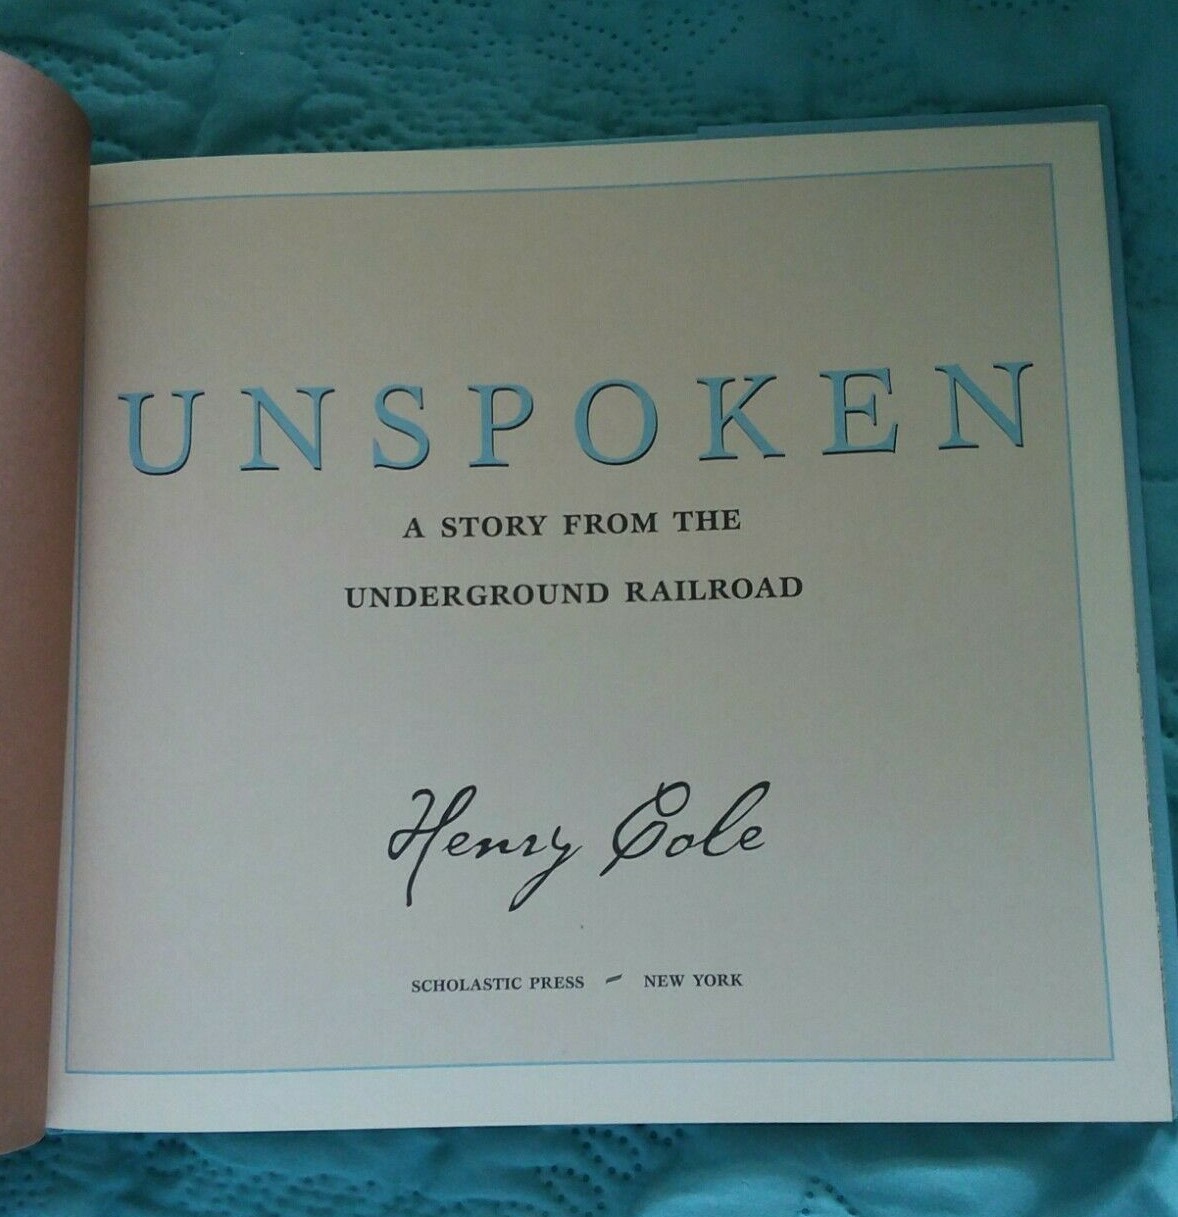 UNSPOKEN
A STORY FROM THE
UNDERGROUND RAILROAD
Henry Cole
SCHOLASTIC PRESS - NEW YORK